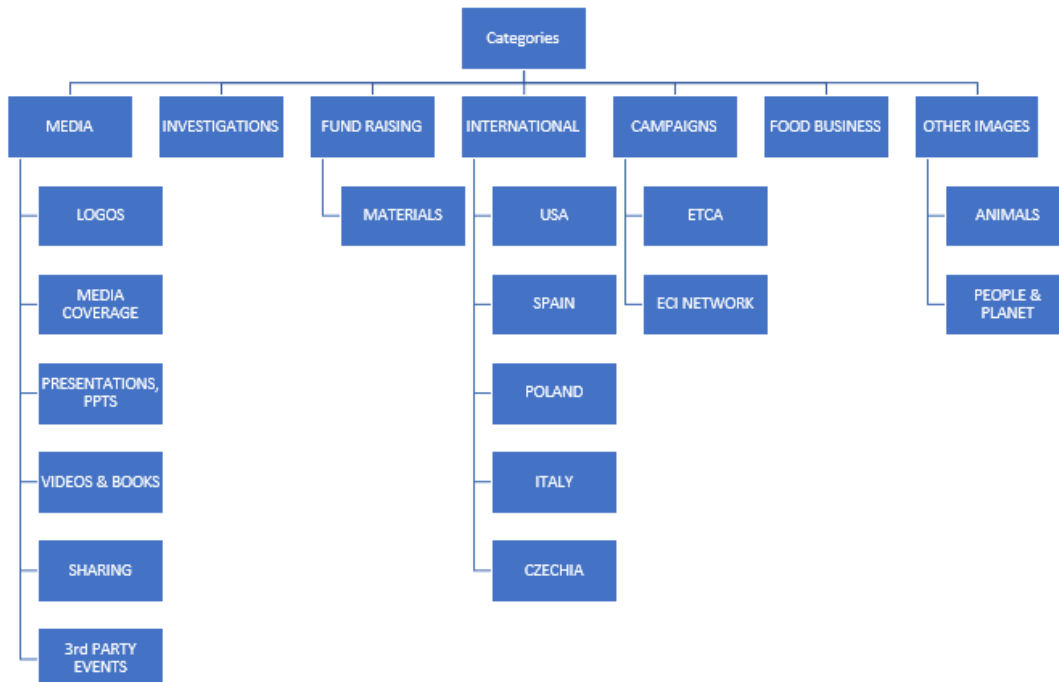 Categories
MEDIA
INVESTIGATIONS
FUND RAISING
INTERNATIONAL
CAMPAIGNS
FOOD BUSINESS
OTHER IMAGES
LOGOS
MEDIA
COVERAGE
PRESENTATIONS,
PPTS
VIDEOS & BOOKS
SHARING
3rd PARTY
EVENTS
MATERIALS
USA
SPAIN
POLAND
ITALY
CZECHIA
ETCA
ECI NETWORK
ANIMALS
PEOPLE &
PLANET